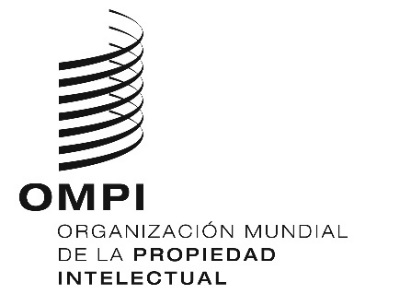 OMPI
ORGANIZACIÓN MUNDIAL
DE LA PROPIEDAD
INTELECTUAL